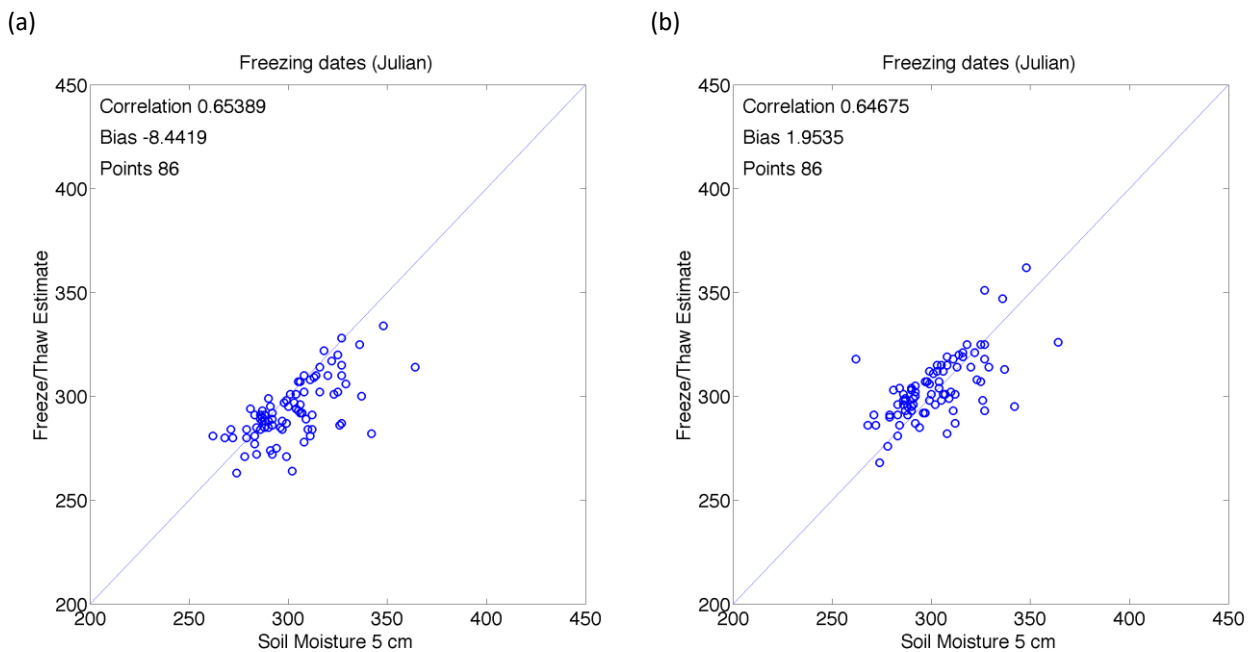 (a)
Freezing dates (Julian)
Correlation 0.65389
Bias -8.4419
Points 86
450
400
350
300
250
200
200 250 300 350 400 450
Freeze/Thaw Estimate
Soil Moisture 5 cm
(b)
Freezing dates (Julian)
Correlation 0.64675
Bias 1.9535
Points 86
450
400
350
300
250
200
200 250 300 350 400 450
Freeze/Thaw Estimate
Soil Moisture 5 cm